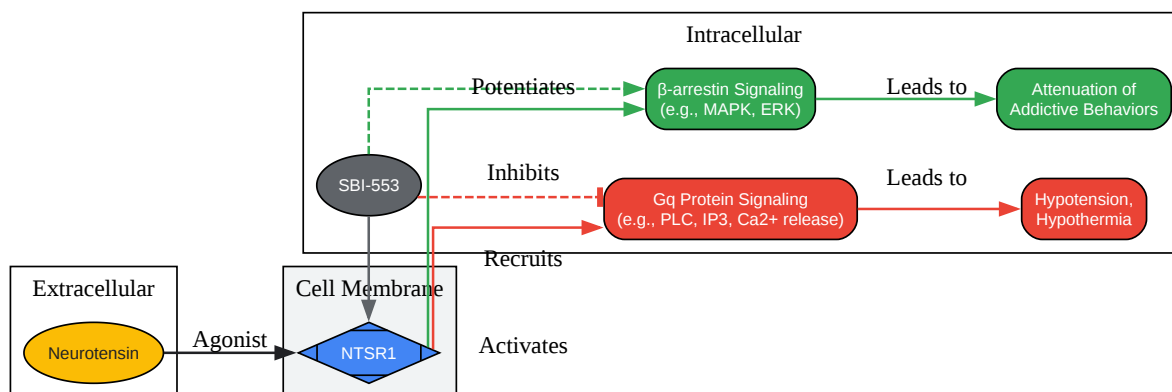 Intracellular
Potentiates
β-arrestin Signaling
(e.g., MAPK, ERK)
Leads to
Attenuation of
Addictive Behaviors
SBI-553
Inhibits
Gq Protein Signaling
(e.g., PLC, IP3, Ca2+ release)
Leads to
Hypotension,
Hypothermia
Recruits
Extracellular
Cell Membrane
Neurotensin
Agonist
NTSR1
Activates